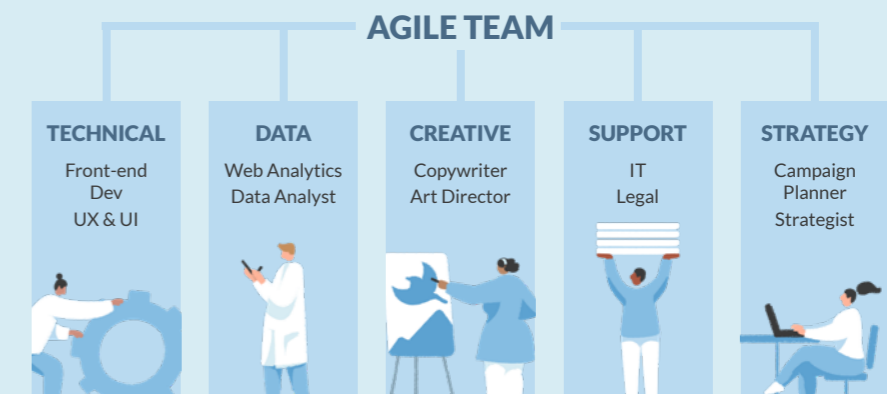 AGILE TEAM
TECHNICAL
Front-end
Dev
UX & UI
DATA
Web Analytics
Data Analyst
CREATIVE
Copywriter
Art Director
SUPPORT
IT
Legal
STRATEGY
Campaign
Planner
Strategist